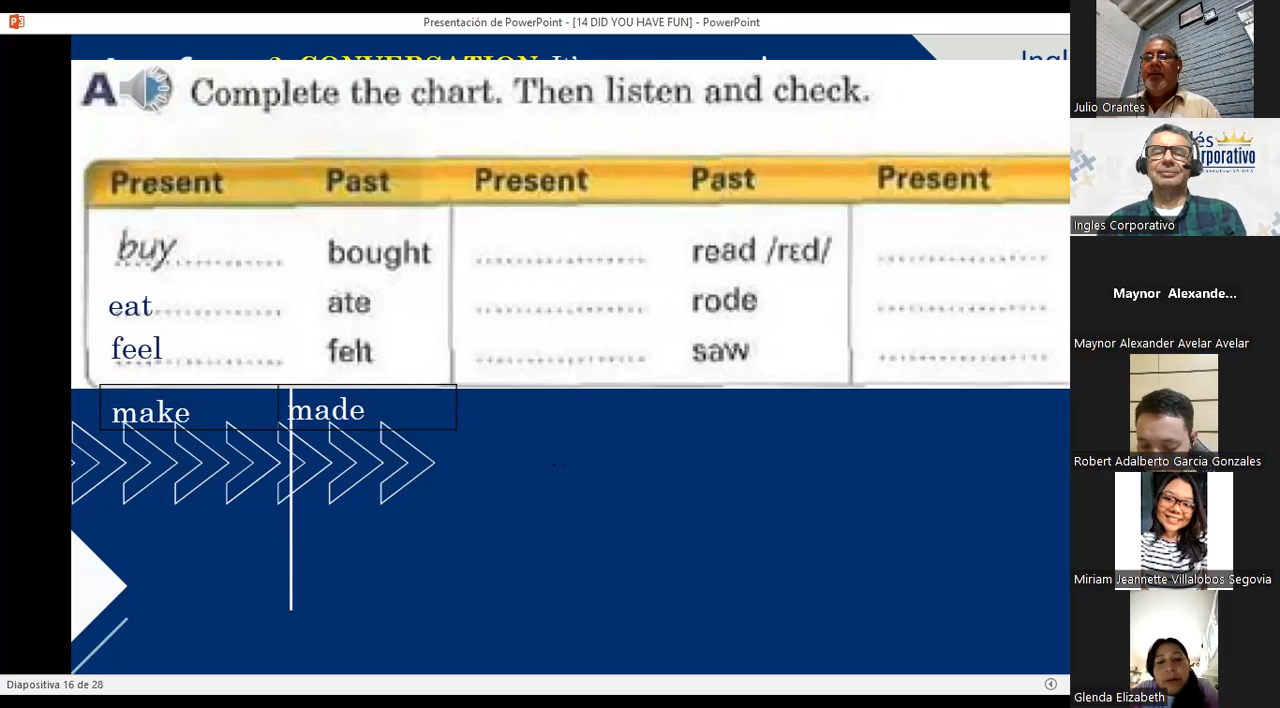 Presentación de PowerPoint - [14 DID YOU HAVE FUN] - PowerPoint
A Complete the chart. Then listen and check.
Present Past Present Past Present
buy bought read /rɛd/
eat ate rode
feel felt saw
make made
Diapositiva 16 de 28
Julio Orantes
Ingles Corporativo
Maynor Alexande...
Maynor Alexander Avelar Avelar
Robert Adalberto Garcia Gonzales
Miriam Jeannette Villalobos Segovia
Glenda Elizabeth